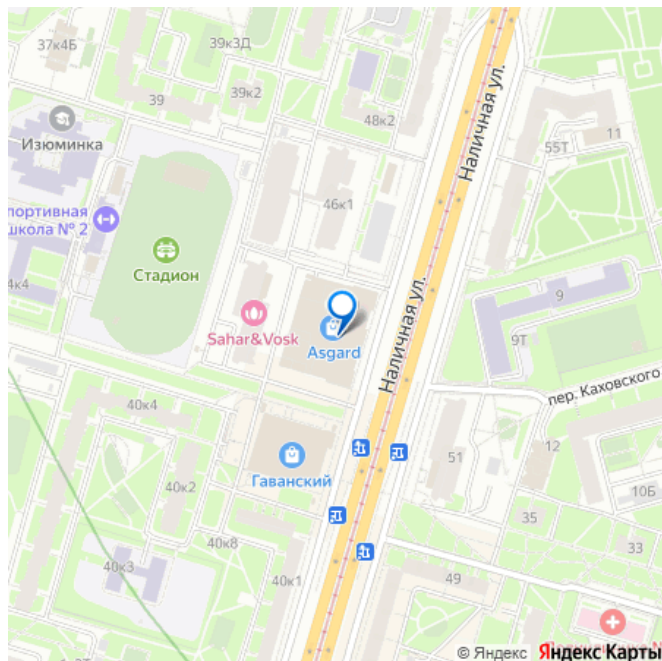 37к4Б
39к3Д
39
39к2
Изюминка
48к2
Наличная ул.
55Т
11
портивная
школа № 2
46к1
Стадион
4к4
Sahar&Vosk
Asgard
Наличная ул.
9
9Т
пер. Каховского
40к4
Гаванский
51
12
40к2
10Б
40к8
35
33
40к3
40к1
49
© Яндекс Яндекс Карты